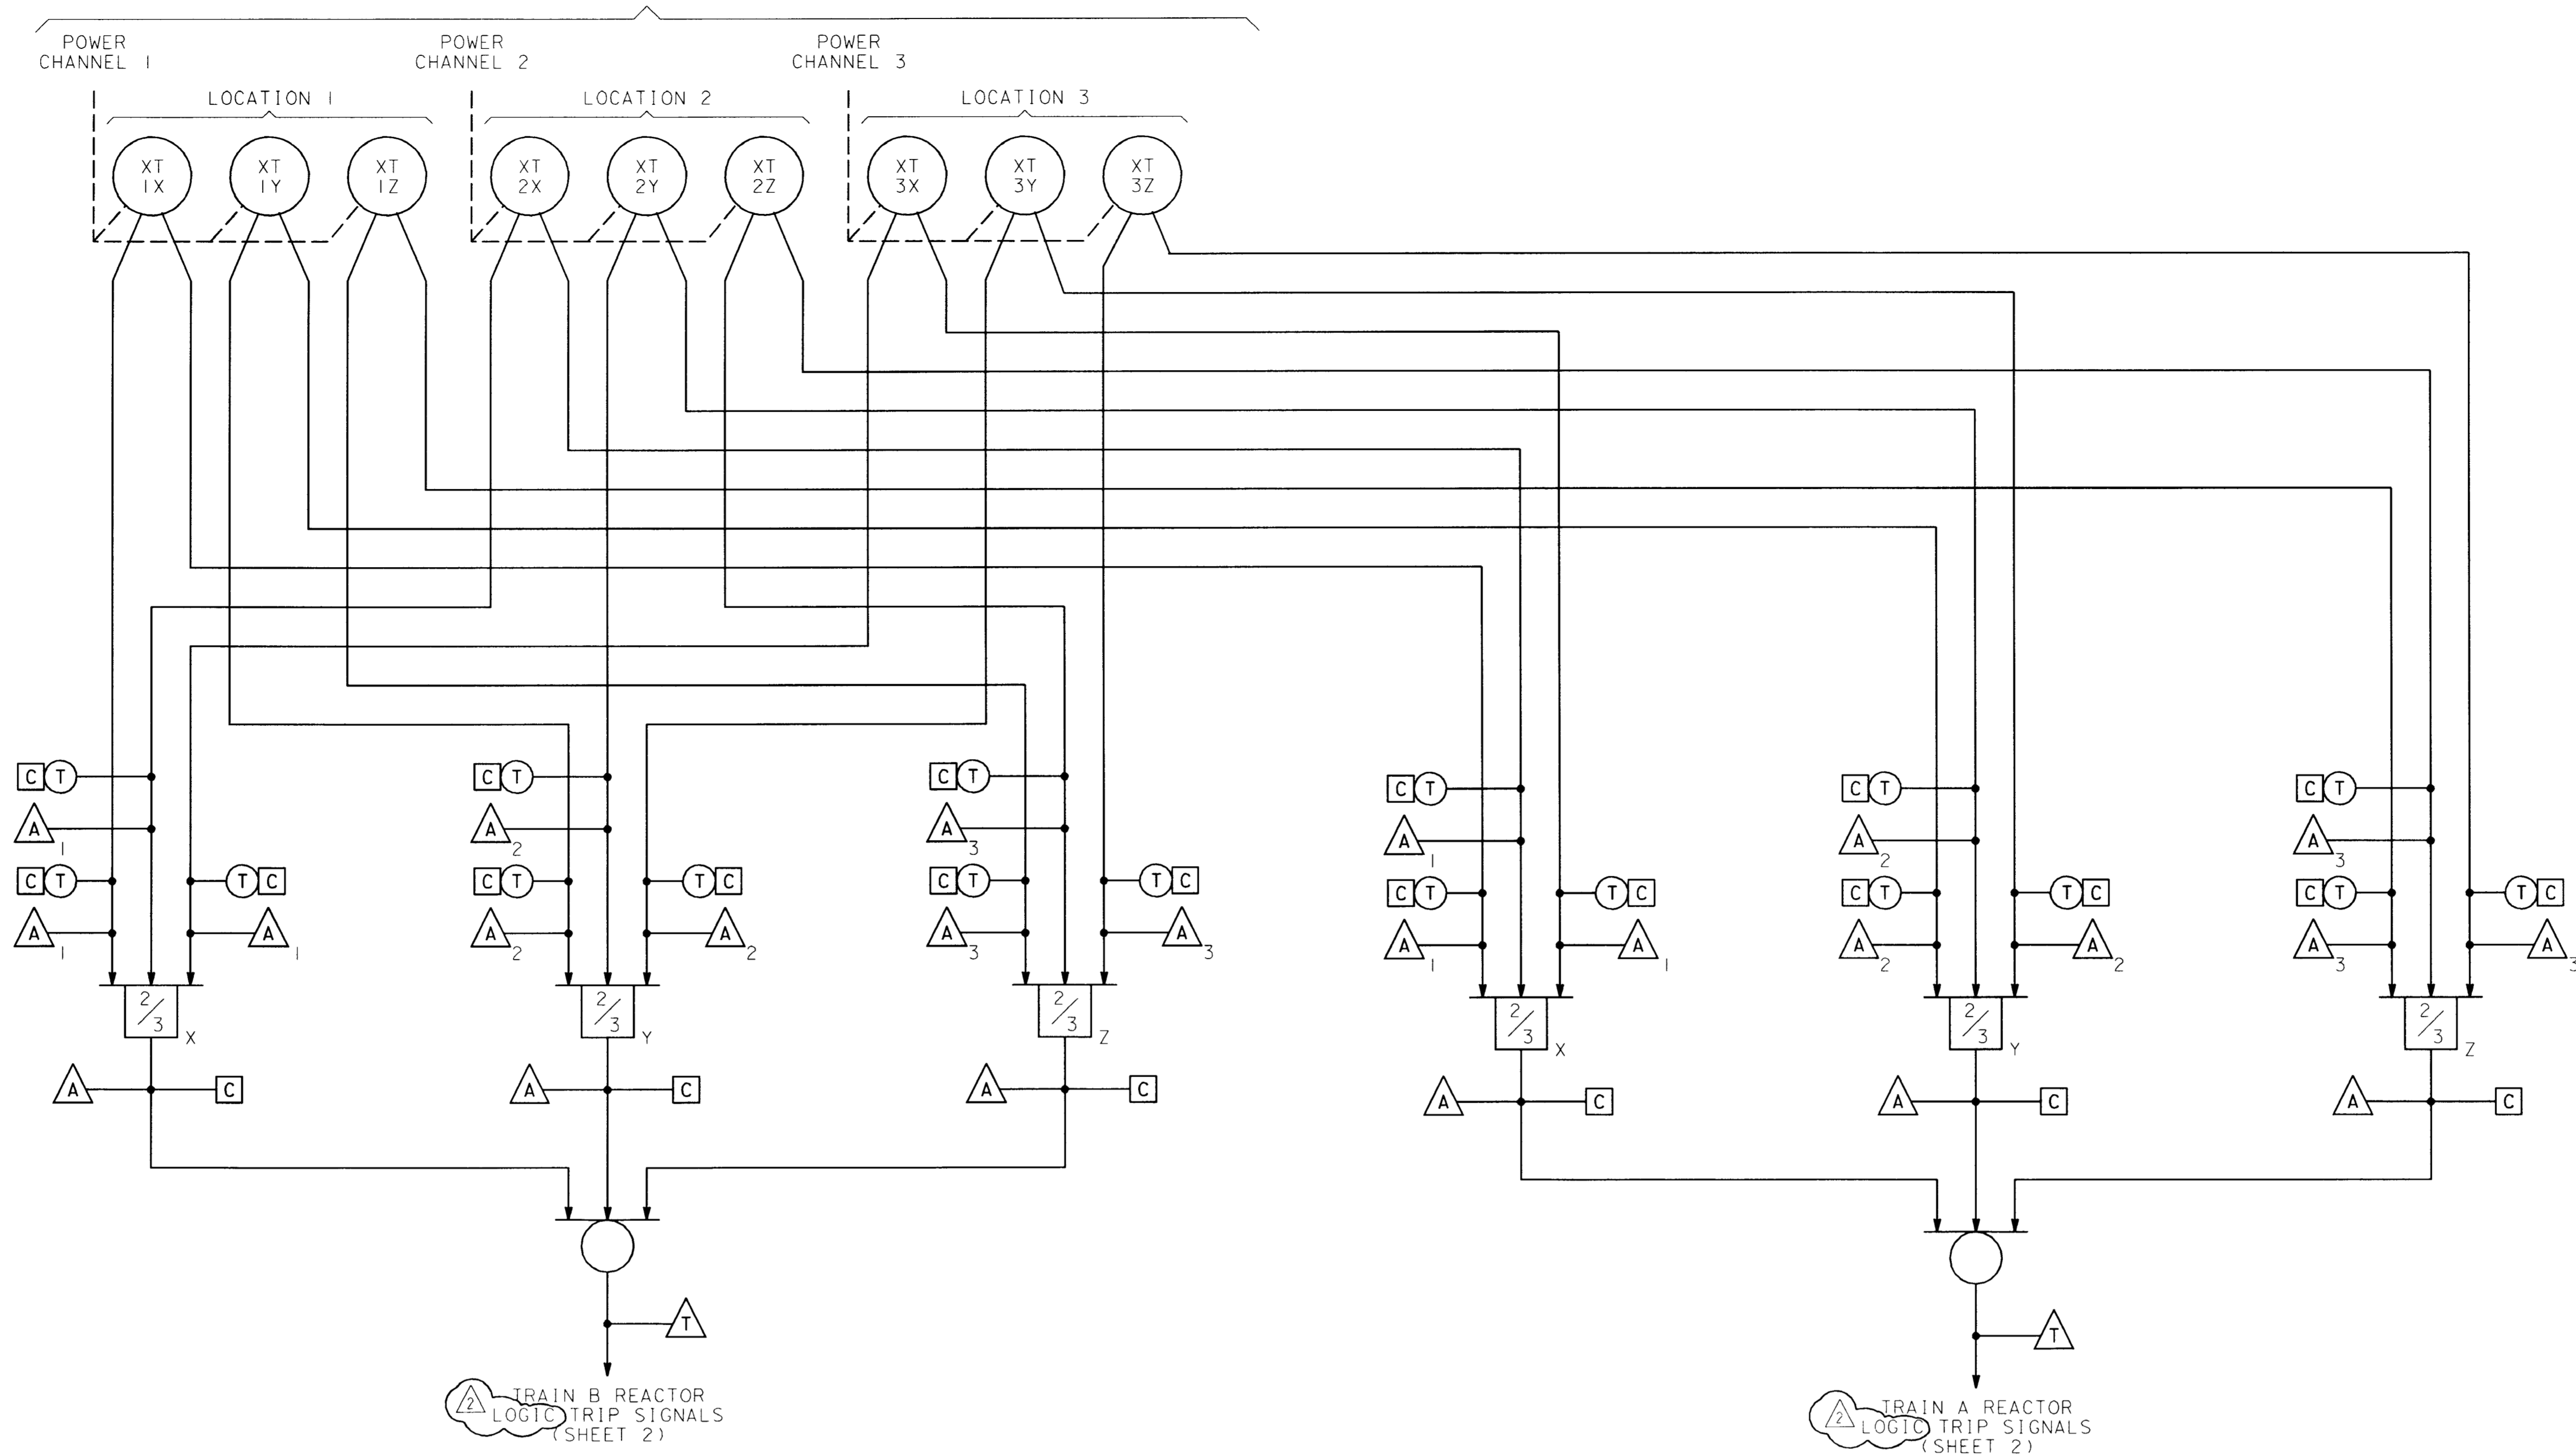 POWER
CHANNEL 1
POWER
CHANNEL 2
POWER
CHANNEL 3
LOCATION 1
LOCATION 2
LOCATION 3
XT
1X
XT
1Y
XT
1Z
XT
2X
XT
2Y
XT
2Z
XT
3X
XT
3Y
XT
3Z
C T
C T
C T
C T
C T
C T
A 1
A 2
A 3
A 1
A 2
A 3
C T
T C
C T
T C
C T
T C
C T
T C
C T
T C
C T
T C
A 1
A 1
A 2
A 2
A 3
A 3
A 1
A 1
A 2
A 2
A 3
A 3
2/3 X
2/3 Y
2/3 Z
2/3 X
2/3 Y
2/3 Z
A C
A C
A C
A C
A C
A C
T
T
2 TRAIN B REACTOR
LOGIC TRIP SIGNALS
(SHEET 2)
2 TRAIN A REACTOR
LOGIC TRIP SIGNALS
(SHEET 2)